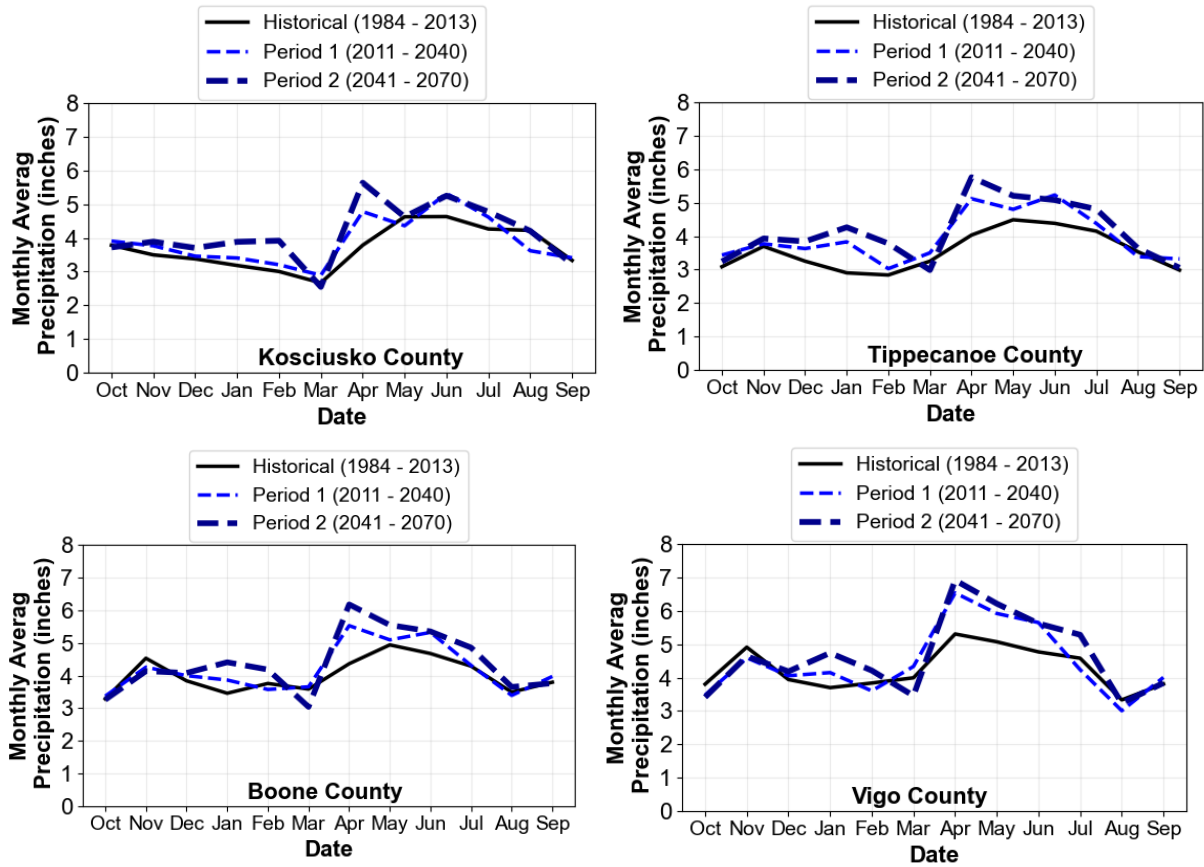 Historical (1984 - 2013)
Period 1 (2011 - 2040)
Period 2 (2041 - 2070)
Monthly Averag
Precipitation (inches)
8
7
6
5
4
3
2
1
0
Kosciusko County
Oct Nov Dec Jan Feb Mar Apr May Jun Jul Aug Sep
Date
Historical (1984 - 2013)
Period 1 (2011 - 2040)
Period 2 (2041 - 2070)
Monthly Averag
Precipitation (inches)
8
7
6
5
4
3
2
1
0
Tippecanoe County
Oct Nov Dec Jan Feb Mar Apr May Jun Jul Aug Sep
Date
Historical (1984 - 2013)
Period 1 (2011 - 2040)
Period 2 (2041 - 2070)
Monthly Averag
Precipitation (inches)
8
7
6
5
4
3
2
1
0
Boone County
Oct Nov Dec Jan Feb Mar Apr May Jun Jul Aug Sep
Date
Historical (1984 - 2013)
Period 1 (2011 - 2040)
Period 2 (2041 - 2070)
Monthly Averag
Precipitation (inches)
8
7
6
5
4
3
2
1
0
Vigo County
Oct Nov Dec Jan Feb Mar Apr May Jun Jul Aug Sep
Date